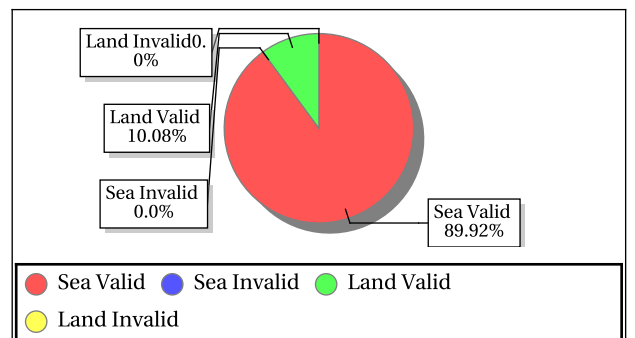 Land Invalid0.
0%
Land Valid
10.08%
Sea Invalid
0.0%
Sea Valid
89.92%
Sea Valid Sea Invalid Land Valid
Land Invalid